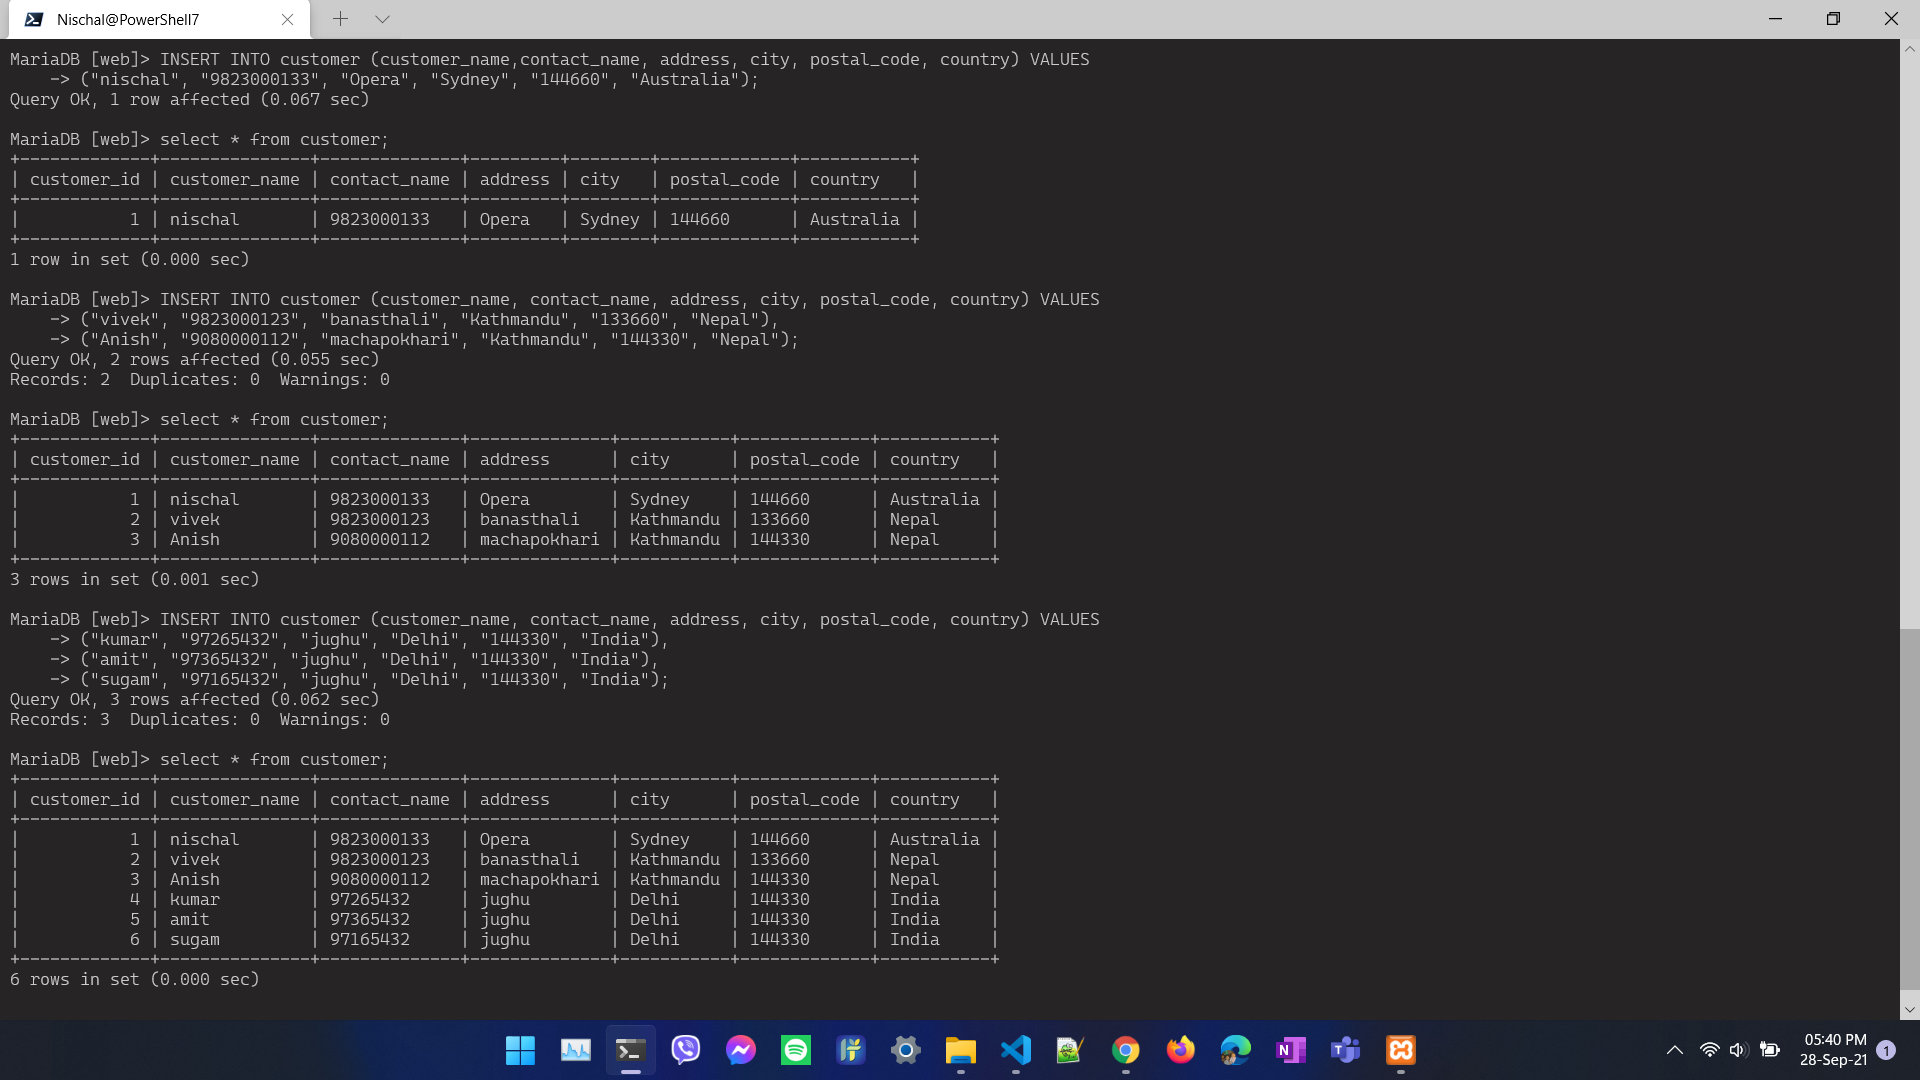 Nischal@PowerShell7
MariaDB [web]> INSERT INTO customer (customer_name,contact_name, address, city, postal_code, country) VALUES
    -> ("nischal", "9823000133", "Opera", "Sydney", "144660", "Australia");
Query OK, 1 row affected (0.067 sec)

MariaDB [web]> select * from customer;
+-------------+---------------+--------------+---------+--------+-------------+-----------+
| customer_id | customer_name | contact_name | address | city   | postal_code | country   |
+-------------+---------------+--------------+---------+--------+-------------+-----------+
|           1 | nischal       | 9823000133   | Opera   | Sydney | 144660      | Australia |
+-------------+---------------+--------------+---------+--------+-------------+-----------+
1 row in set (0.000 sec)

MariaDB [web]> INSERT INTO customer (customer_name, contact_name, address, city, postal_code, country) VALUES
    -> ("vivek", "9823000123", "banasthali", "Kathmandu", "133660", "Nepal"),
    -> ("Anish", "9080000112", "machapokhari", "Kathmandu", "144330", "Nepal");
Query OK, 2 rows affected (0.055 sec)
Records: 2  Duplicates: 0  Warnings: 0

MariaDB [web]> select * from customer;
+-------------+---------------+--------------+--------------+-----------+-------------+-----------+
| customer_id | customer_name | contact_name | address      | city      | postal_code | country   |
+-------------+---------------+--------------+--------------+-----------+-------------+-----------+
|           1 | nischal       | 9823000133   | Opera        | Sydney    | 144660      | Australia |
|           2 | vivek         | 9823000123   | banasthali   | Kathmandu | 133660      | Nepal     |
|           3 | Anish         | 9080000112   | machapokhari | Kathmandu | 144330      | Nepal     |
+-------------+---------------+--------------+--------------+-----------+-------------+-----------+
3 rows in set (0.001 sec)

MariaDB [web]> INSERT INTO customer (customer_name, contact_name, address, city, postal_code, country) VALUES
    -> ("kumar", "97265432", "jughu","Delhi", "144330", "India"),
    -> ("amit", "97365432", "jughu", "Delhi", "144330", "India"),
    -> ("sugam", "97165432", "jughu", "Delhi", "144330", "India");
Query OK, 3 rows affected (0.062 sec)
Records: 3  Duplicates: 0  Warnings: 0

MariaDB [web]> select * from customer;
+-------------+---------------+--------------+--------------+-----------+-------------+-----------+
| customer_id | customer_name | contact_name | address      | city      | postal_code | country   |
+-------------+---------------+--------------+--------------+-----------+-------------+-----------+
|           1 | nischal       | 9823000133   | Opera        | Sydney    | 144660      | Australia |
|           2 | vivek         | 9823000123   | banasthali   | Kathmandu | 133660      | Nepal     |
|           3 | Anish         | 9080000112   | machapokhari | Kathmandu | 144330      | Nepal     |
|           4 | kumar         | 97265432     | jughu        | Delhi     | 144330      | India     |
|           5 | amit          | 97365432     | jughu        | Delhi     | 144330      | India     |
|           6 | sugam         | 97165432     | jughu        | Delhi     | 144330      | India     |
+-------------+---------------+--------------+--------------+-----------+-------------+-----------+
6 rows in set (0.000 sec)
05:40 PM
28-Sep-21
1